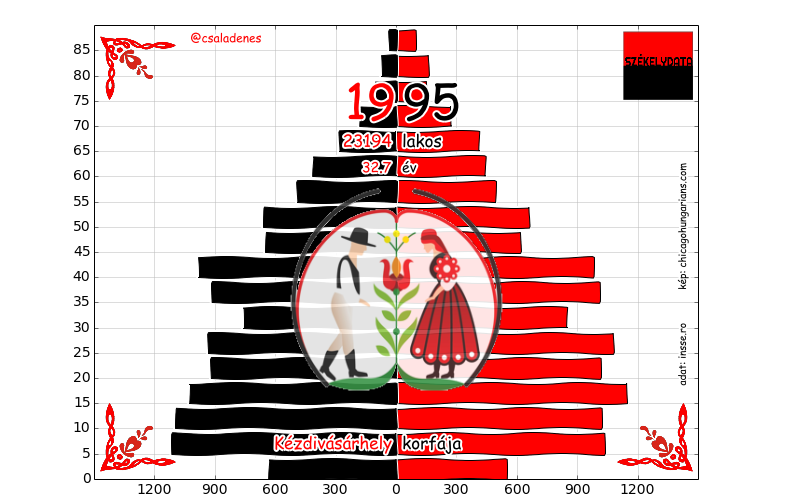 @csaladenes
SZÉKELYDATA
1995
23194 lakos
32.7 év
kép: chicagohungarians.com
adat: insse.ro
Kézdivásárhely korfája
85
80
75
70
65
60
55
50
45
40
35
30
25
20
15
10
5
0
1200 900 600 300 0 300 600 900 1200